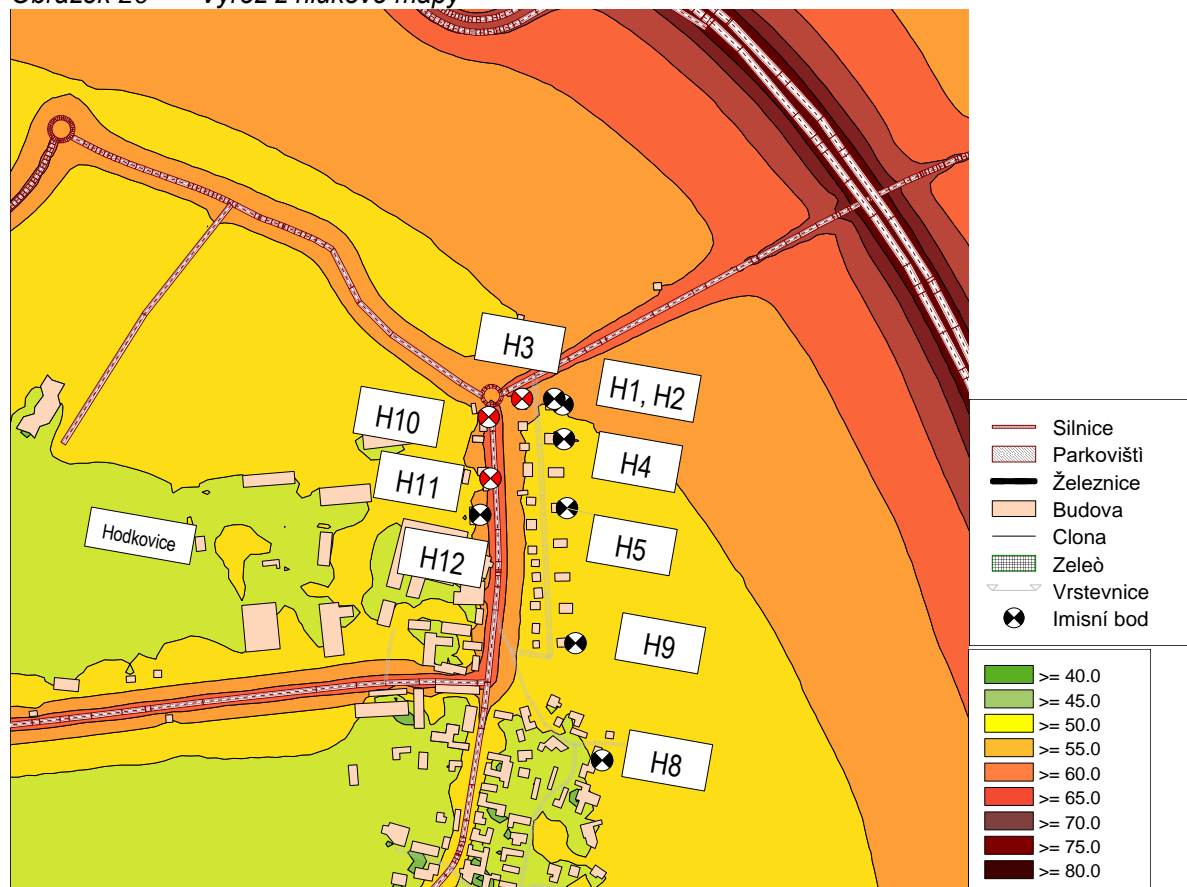 H3
H1, H2
H10
H4
H11
Hodkovice
H12
H5
H9
H8
Silnice
Parkovišti
Železnice
Budova
Clona
Zeleò
Vrstevnice
Imisní bod
>= 40.0
>= 45.0
>= 50.0
>= 55.0
>= 60.0
>= 65.0
>= 70.0
>= 75.0
>= 80.0